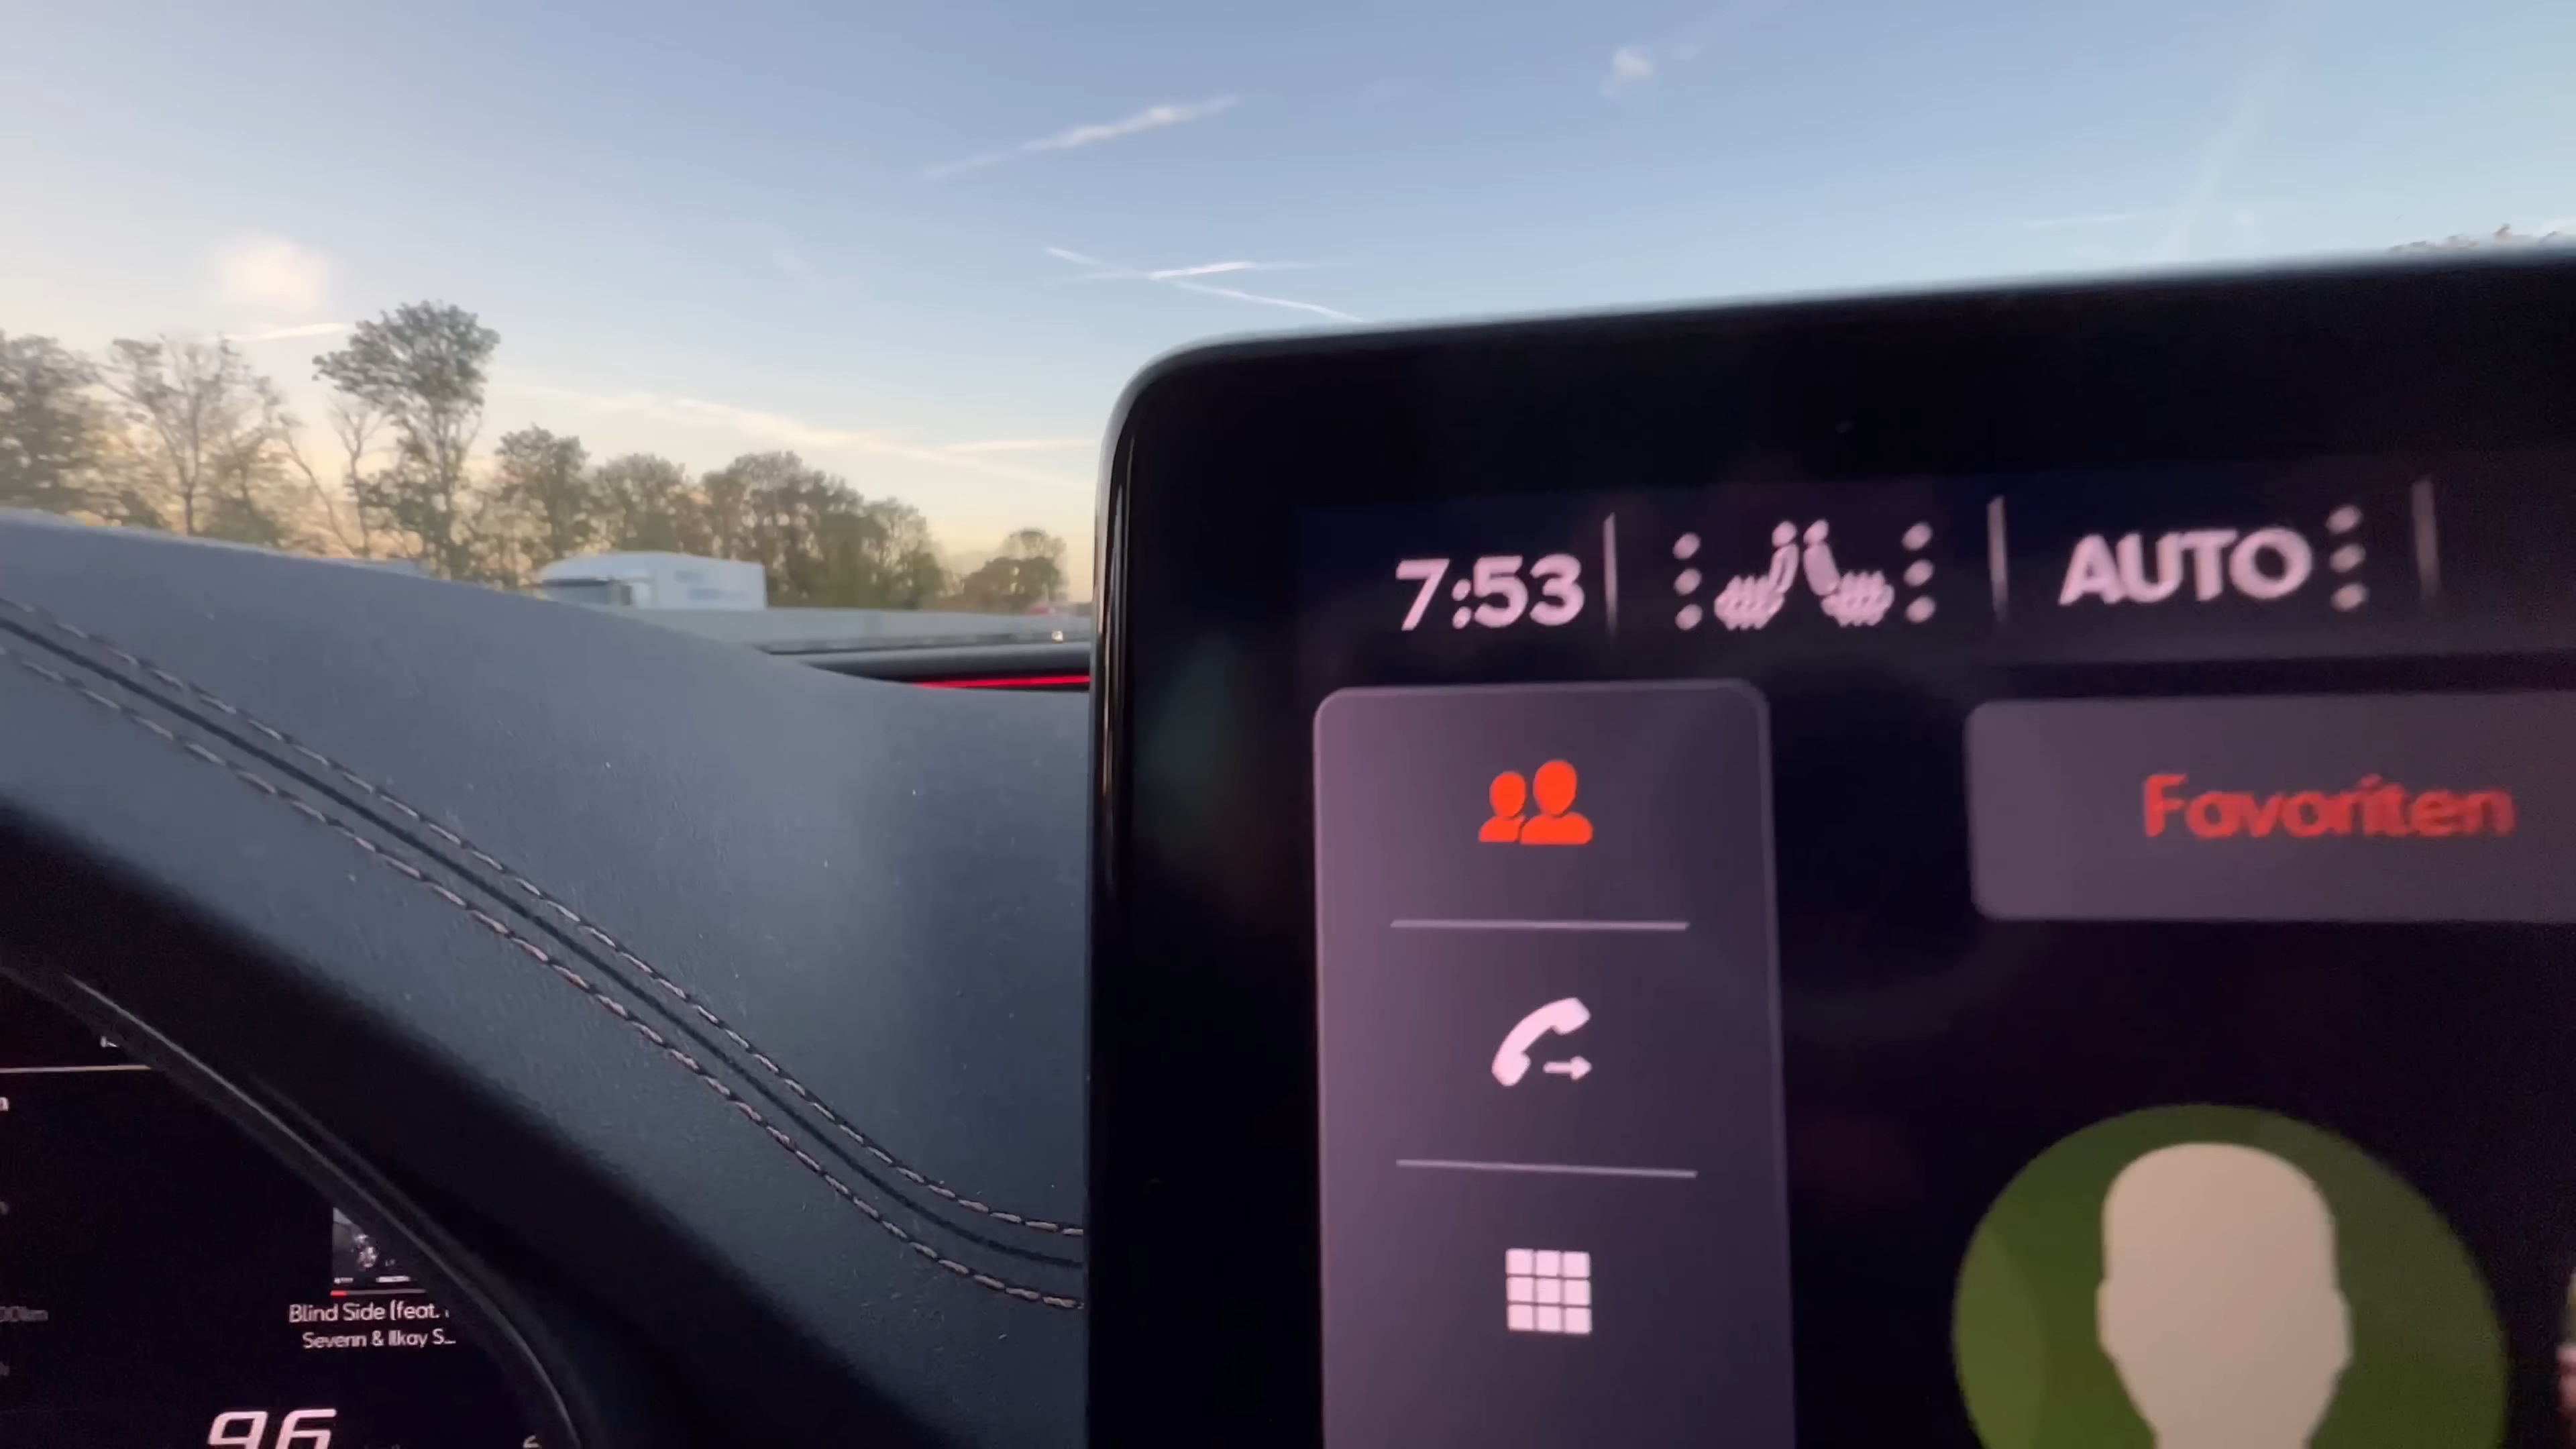 7:53
AUTO
Favoriten
Blind Side (feat.
Sevenn & Ilkay S...
96